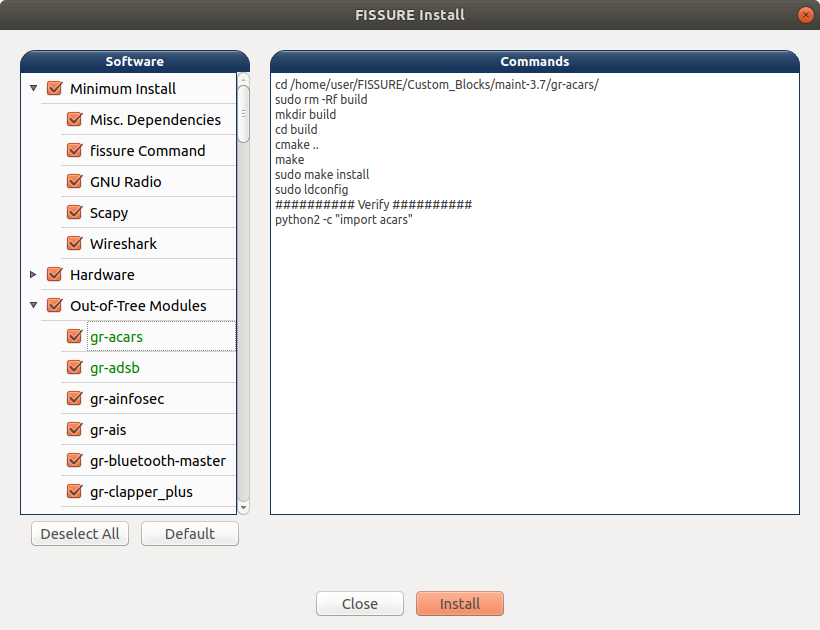 FISSURE Install
Software
Minimum Install
Misc. Dependencies
fissure Command
GNU Radio
Scapy
Wireshark
Hardware
Out-of-Tree Modules
gr-acars
gr-adsb
gr-ainfosec
gr-ais
gr-bluetooth-master
gr-clapper_plus
Deselect All
Default
Commands
cd /home/user/FISSURE/Custom_Blocks/maint-3.7/gr-acars/
sudo rm -Rf build
mkdir build
cd build
cmake ..
make
sudo make install
sudo ldconfig
########## Verify ##########
python2 -c "import acars"
Close
Install